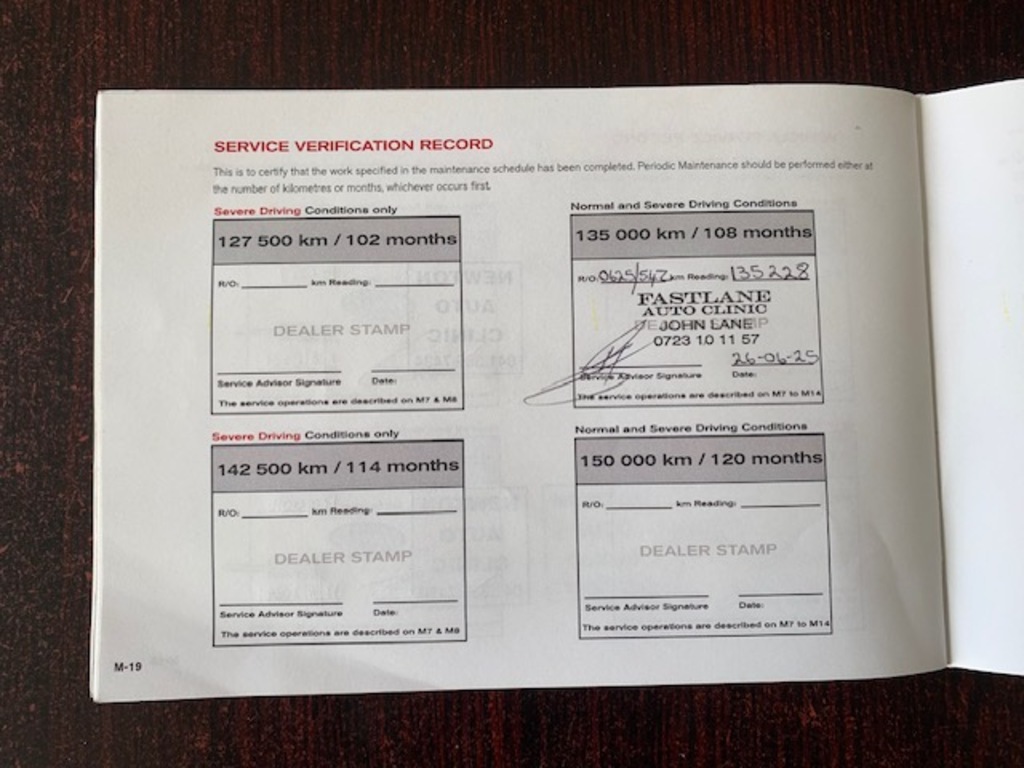 SERVICE VERIFICATION RECORD
This is to certify that the work specified in the maintenance schedule has been completed. Periodic Maintenance should be performed either at
the number of kilometres or months, whichever occurs first.
Severe Driving Conditions only
127 500 km / 102 months
R/O: km Reading:
DEALER STAMP
Service Advisor Signature Date:
The service operations are described on M7 & M8
Normal and Severe Driving Conditions
135 000 km / 108 months
R/O: 0625/547 km Reading: 135228
FASTLANE
AUTO CLINIC
DEALER STAMP
JOHN LANE
0723 10 11 57
26-06-25
Service Advisor Signature Date:
The service operations are described on M7 to M14
Severe Driving Conditions only
142 500 km / 114 months
R/O: km Reading:
DEALER STAMP
Service Advisor Signature Date:
The service operations are described on M7 & M8
Normal and Severe Driving Conditions
150 000 km / 120 months
R/O: km Reading:
DEALER STAMP
Service Advisor Signature Date:
The service operations are described on M7 to M14
M-19